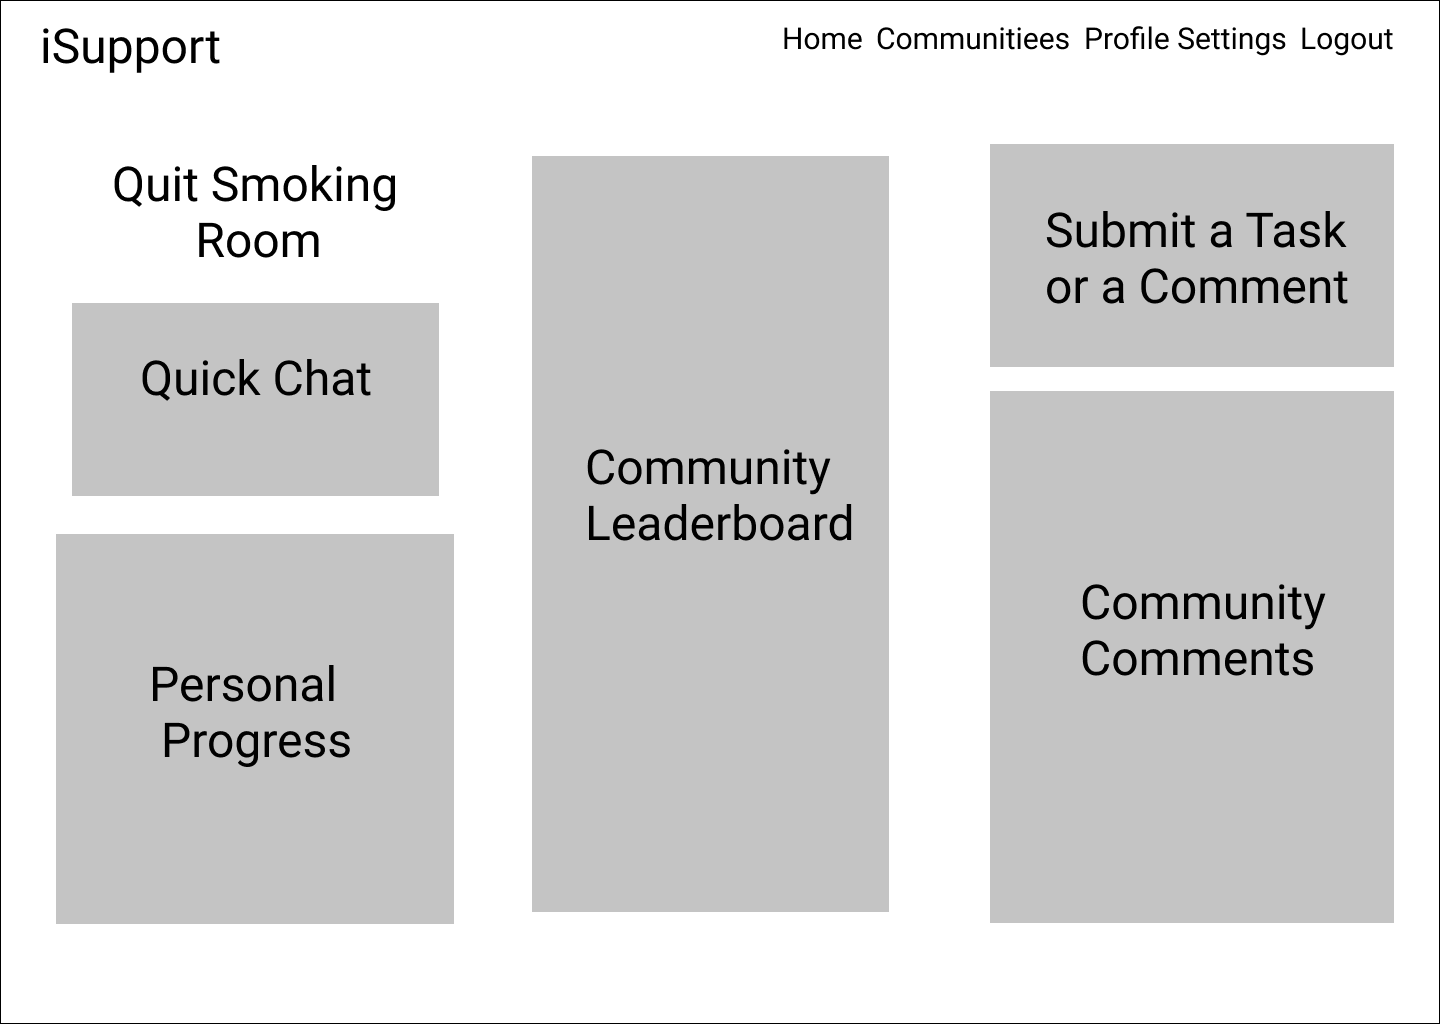 iSupport
Home Communitiees Profile Settings Logout
Quit Smoking
Room
Quick Chat
Personal
Progress
Community
Leaderboard
Submit a Task
or a Comment
Community
Comments